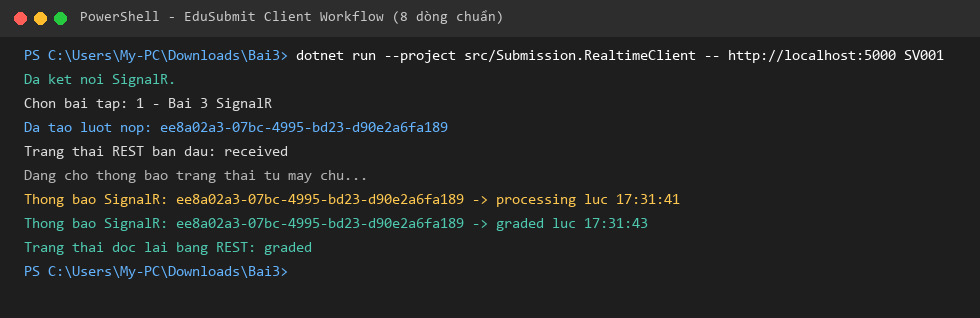 PowerShell - EduSubmit Client Workflow (8 dòng chuẩn)
PS C:\Users\My-PC\Downloads\Bai3> dotnet run --project src/Submission.RealtimeClient -- http://localhost:5000 SV001
Da ket noi SignalR.
Chon bai tap: 1 - Bai 3 SignalR
Da tao luot nop: ee8a02a3-07bc-4995-bd23-d90e2a6fa189
Trang thai REST ban dau: received
Dang cho thong bao trang thai tu may chu...
Thong bao SignalR: ee8a02a3-07bc-4995-bd23-d90e2a6fa189 -> processing luc 17:31:41
Thong bao SignalR: ee8a02a3-07bc-4995-bd23-d90e2a6fa189 -> graded luc 17:31:43
Trang thai doc lai bang REST: graded
PS C:\Users\My-PC\Downloads\Bai3>